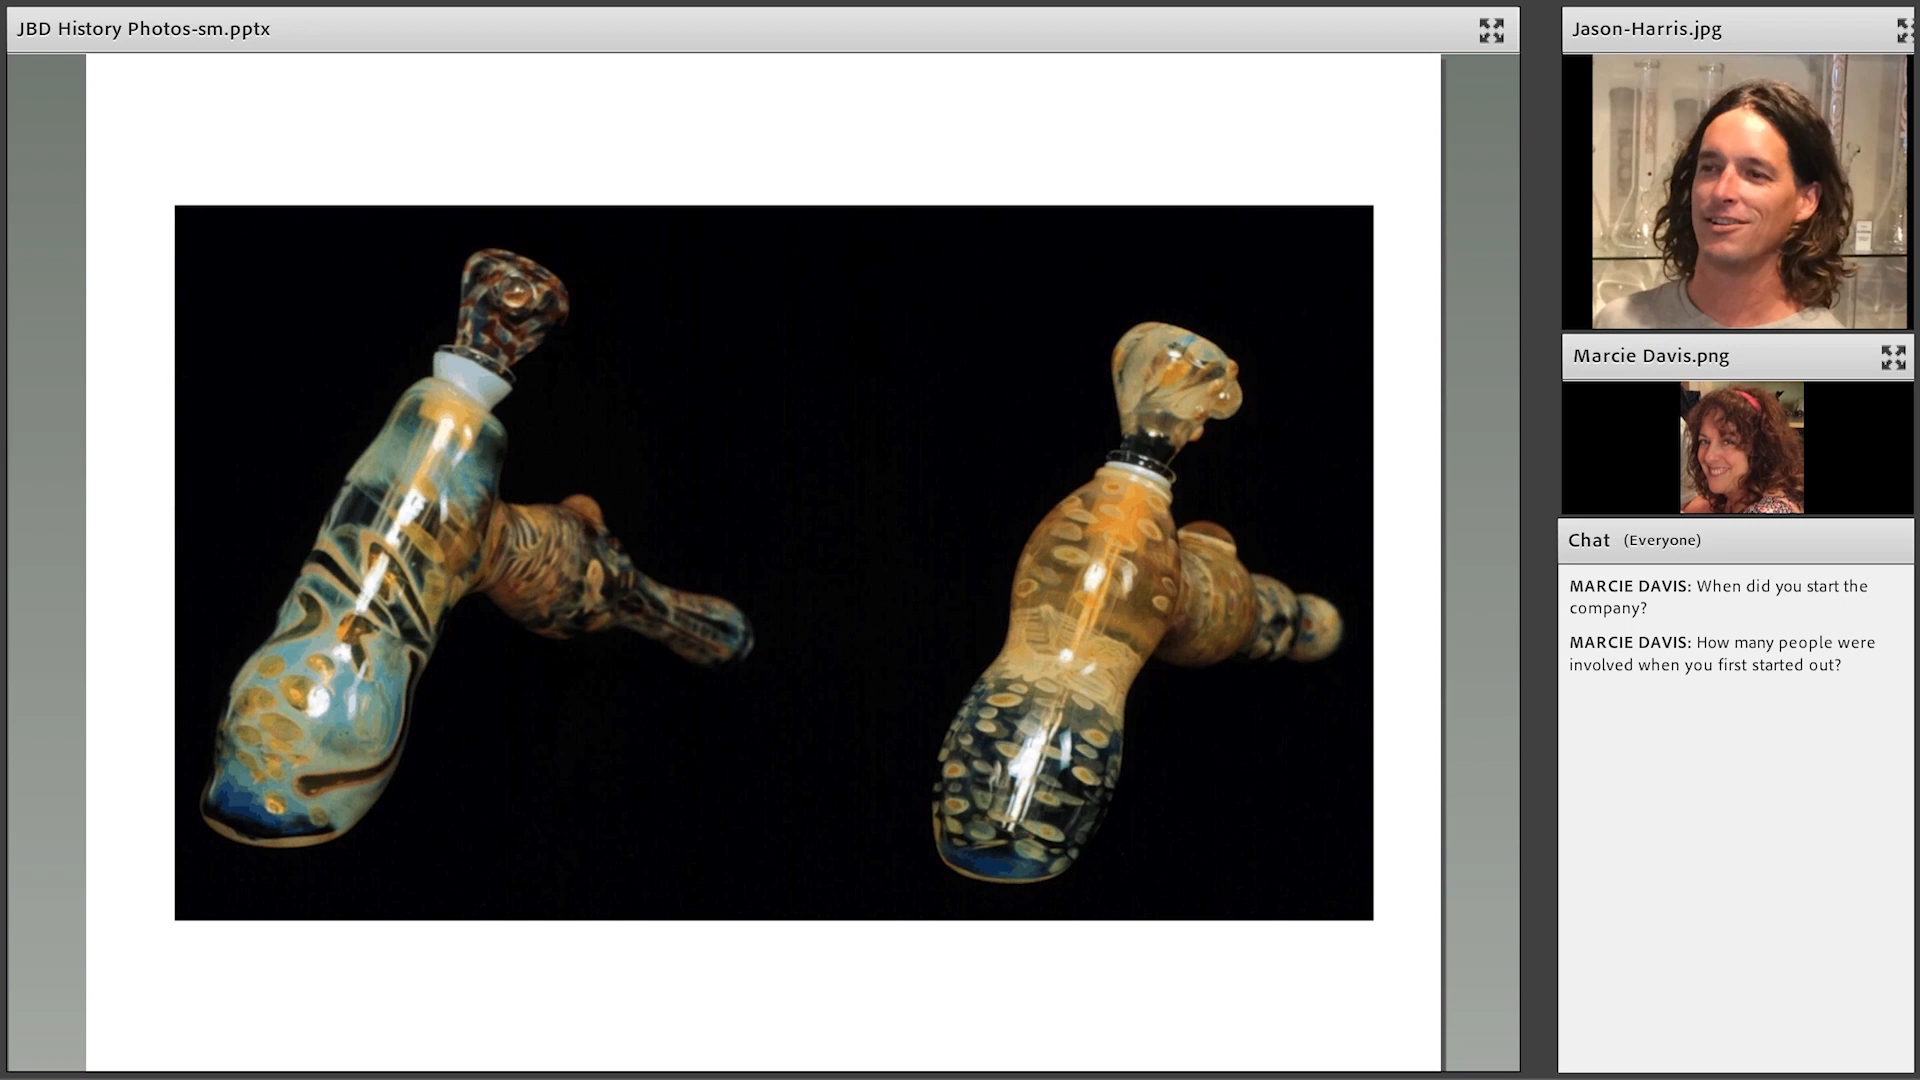 JBD History Photos-sm.pptx
Jason-Harris.jpg
Marcie Davis.png
Chat (Everyone)
MARCIE DAVIS: When did you start the
company?
MARCIE DAVIS: How many people were
involved when you first started out?